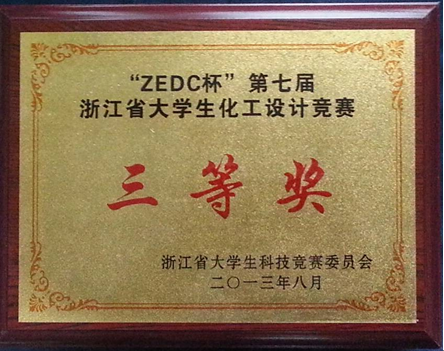 “ZEDC杯”第七届
浙江省大学生化工设计竞赛
三等奖
浙江省大学生科技竞赛委员会
二〇一三年八月